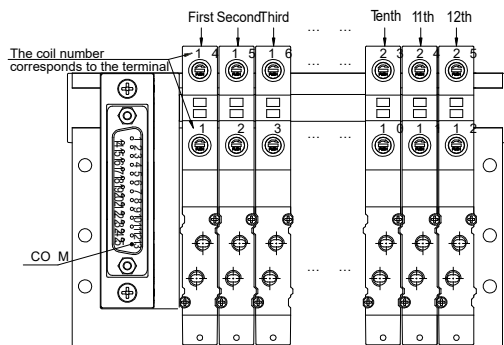 First Second Third ... ... Tenth 11th 12th
The coil number
corresponds to the terminal
14 15 16 ... ... 23 24 25
1 2 3 ... ... 10 11 12
CO M